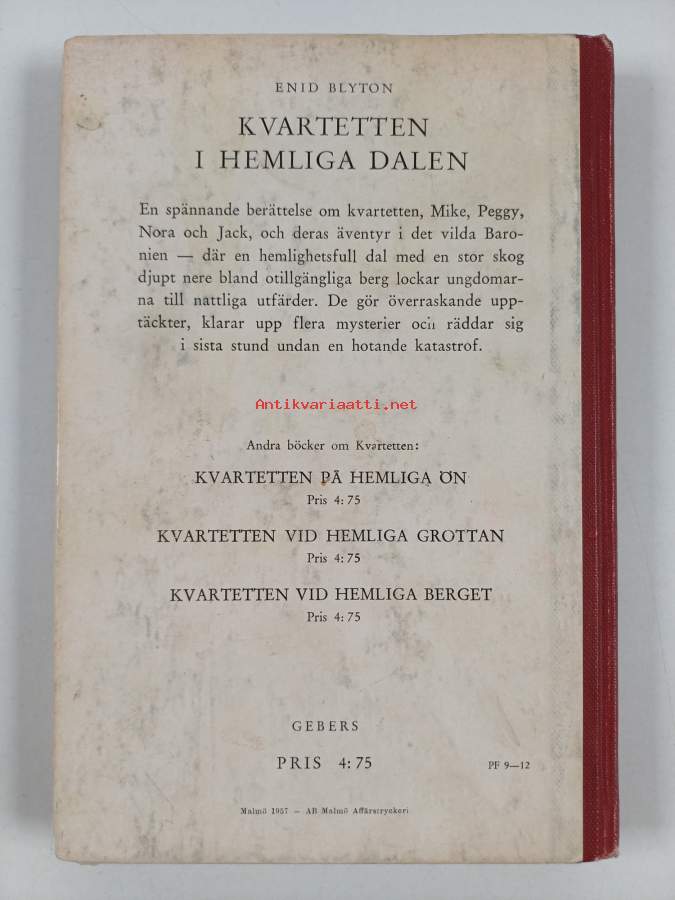 ENID BLYTON
KVARTETTEN
I HEMLIGA DALEN
En spännande berättelse om kvartetten, Mike, Peggy,
Nora och Jack, och deras äventyr i det vilda Baro-
nien — där en hemlighetsfull dal med en stor skog
djupt nere bland otillgängliga berg lockar ungdomar-
na till nattliga utfärder. De gör överraskande upp-
täckter, klarar upp flera mysterier och räddar sig
i sista stund undan en hotande katastrof.
Antikvariaatti.net
Andra böcker om Kvartetten:
KVARTETTEN PÅ HEMLIGA ÖN
Pris 4:75
KVARTETTEN VID HEMLIGA GROTTAN
Pris 4:75
KVARTETTEN VID HEMLIGA BERGET
Pris 4:75
GEBERS
PRIS 4:75
PF 9—12
Malmö 1957 — AB Malmö Affärstryckeri